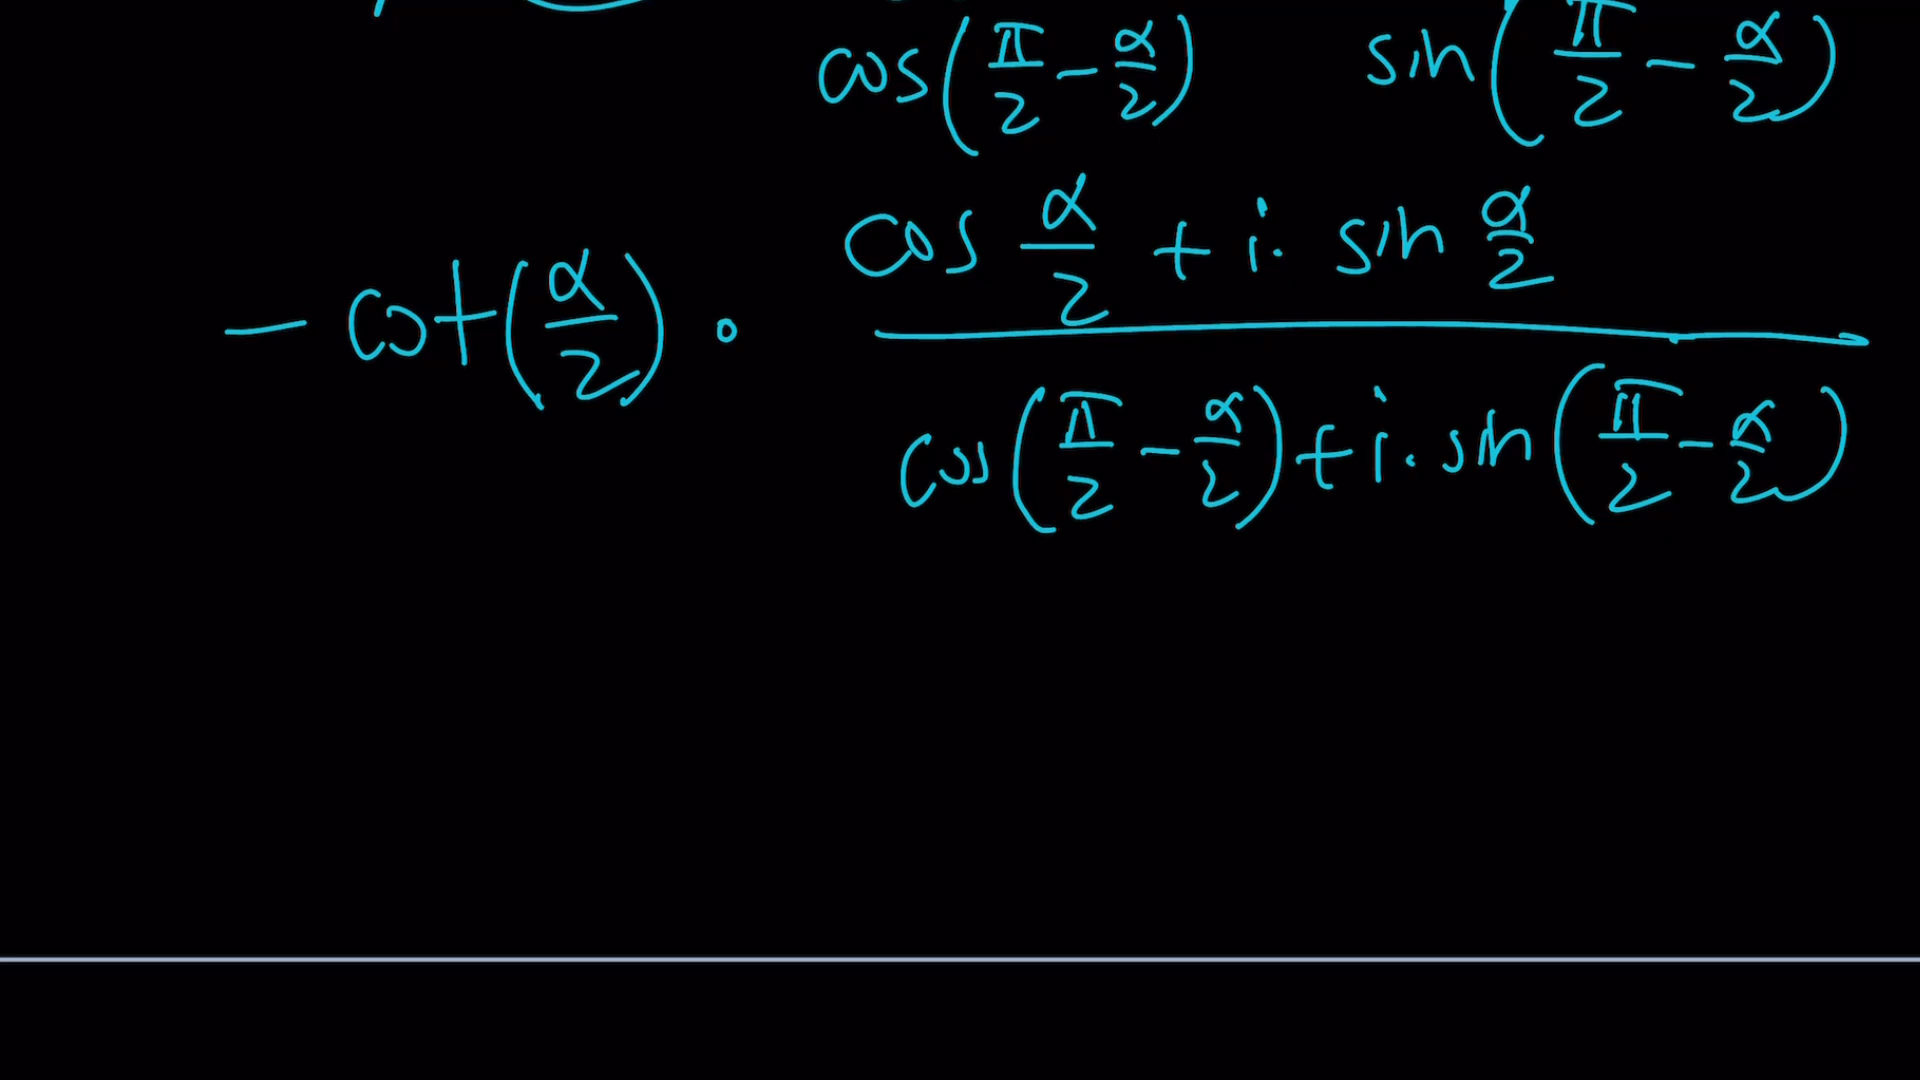 cos(π/2 - α/2) sin(π/2 - α/2)
- cot(α/2) · (cos α/2 + i. sin α/2) / (cos(π/2 - α/2) + i. sin(π/2 - α/2))